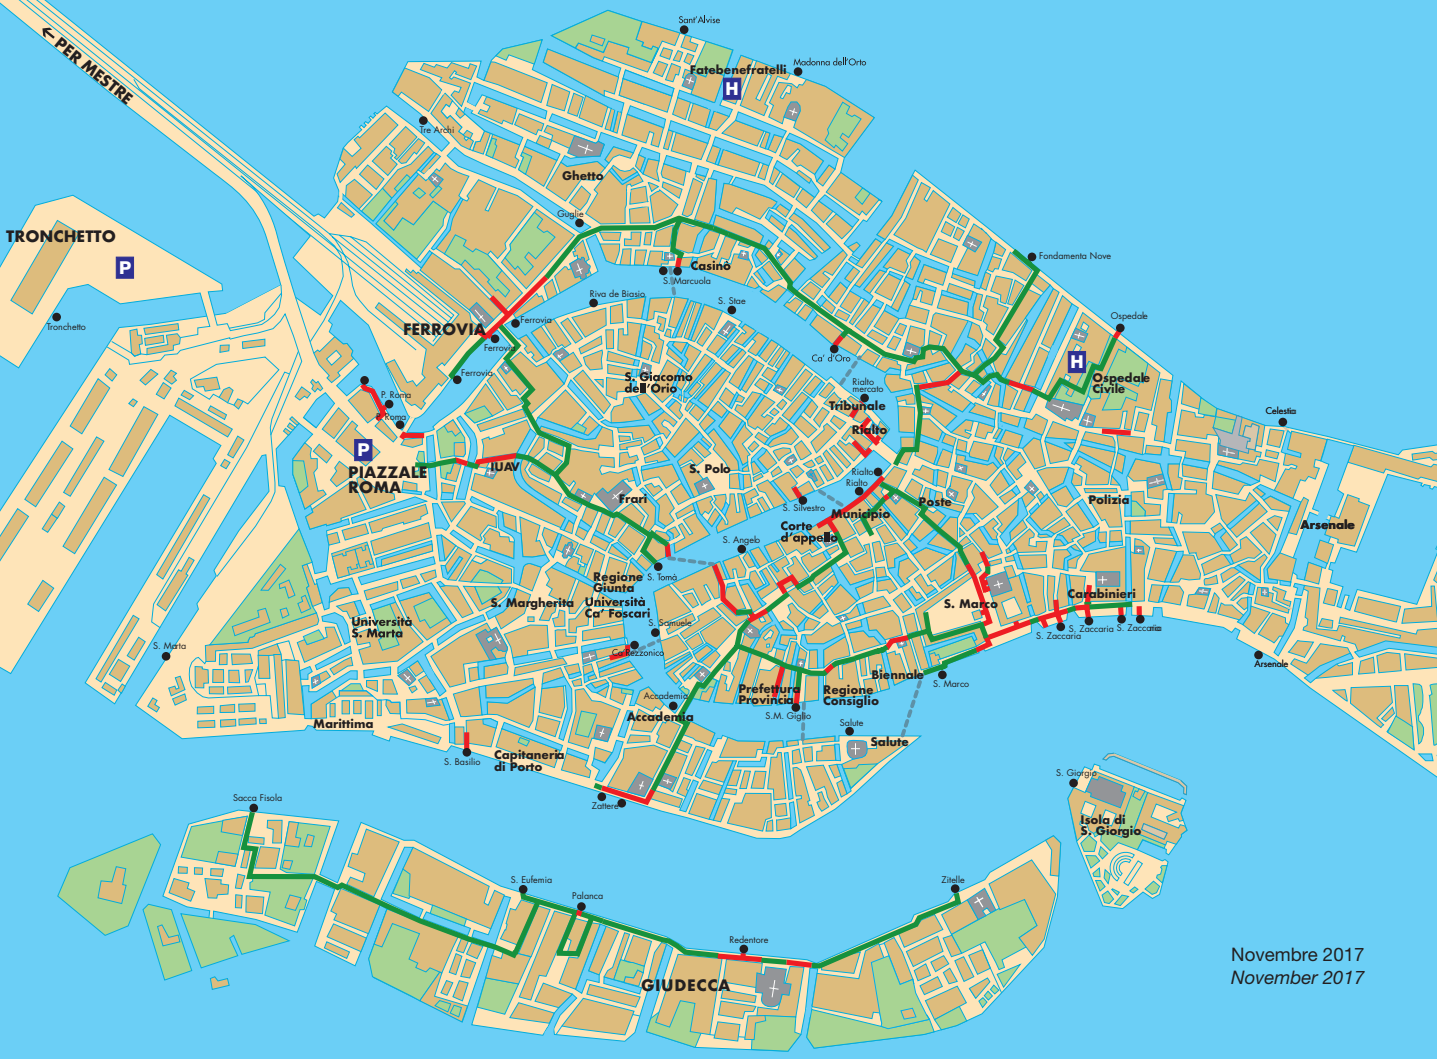 Sant'Alvise
← PER MESTRE
Fatebenefratelli
Madonna dell'Orto
H
Tre Archi
Ghetto
Guglie
TRONCHETTO
P
Fondamenta Nove
Casinò
S. Marcuola
Riva de Biasio
S. Stae
Tronchetto
FERROVIA
Ferrovia
Ferrovia
Ferrovia
Ospedale
Ca' d'Oro
H
Ospedale
Civile
S. Giacomo
dell'Orio
Rialto
mercato
P. Roma
P. Roma
Tribunale
Rialto
Celestia
P
PIAZZALE
ROMA
IUAV
S. Polo
Rialto
Rialto
Frari
S. Silvestro
Municipio
Poste
Polizia
Arsenale
Corte
d'appello
S. Angelo
Regione
Giunta
S. Tomà
S. Margherita
Università
Ca' Foscari
S. Marco
Carabinieri
Università
S. Marta
S. Samuele
S. Zaccaria
S. Zaccaria
S. Zaccaria
S. Marta
Ca' Rezzonico
Arsenale
Biennale
S. Marco
Prefettura
Provincia
Regione
Consiglio
Accademia
Accademia
S.M. Giglio
Marittima
Salute
Salute
S. Basilio
Capitaneria
di Porto
S. Giorgio
Zattere
Isola di
S. Giorgio
Sacca Fisola
S. Eufemia
Palanca
Zitelle
Redentore
GIUDECCA
Novembre 2017
November 2017